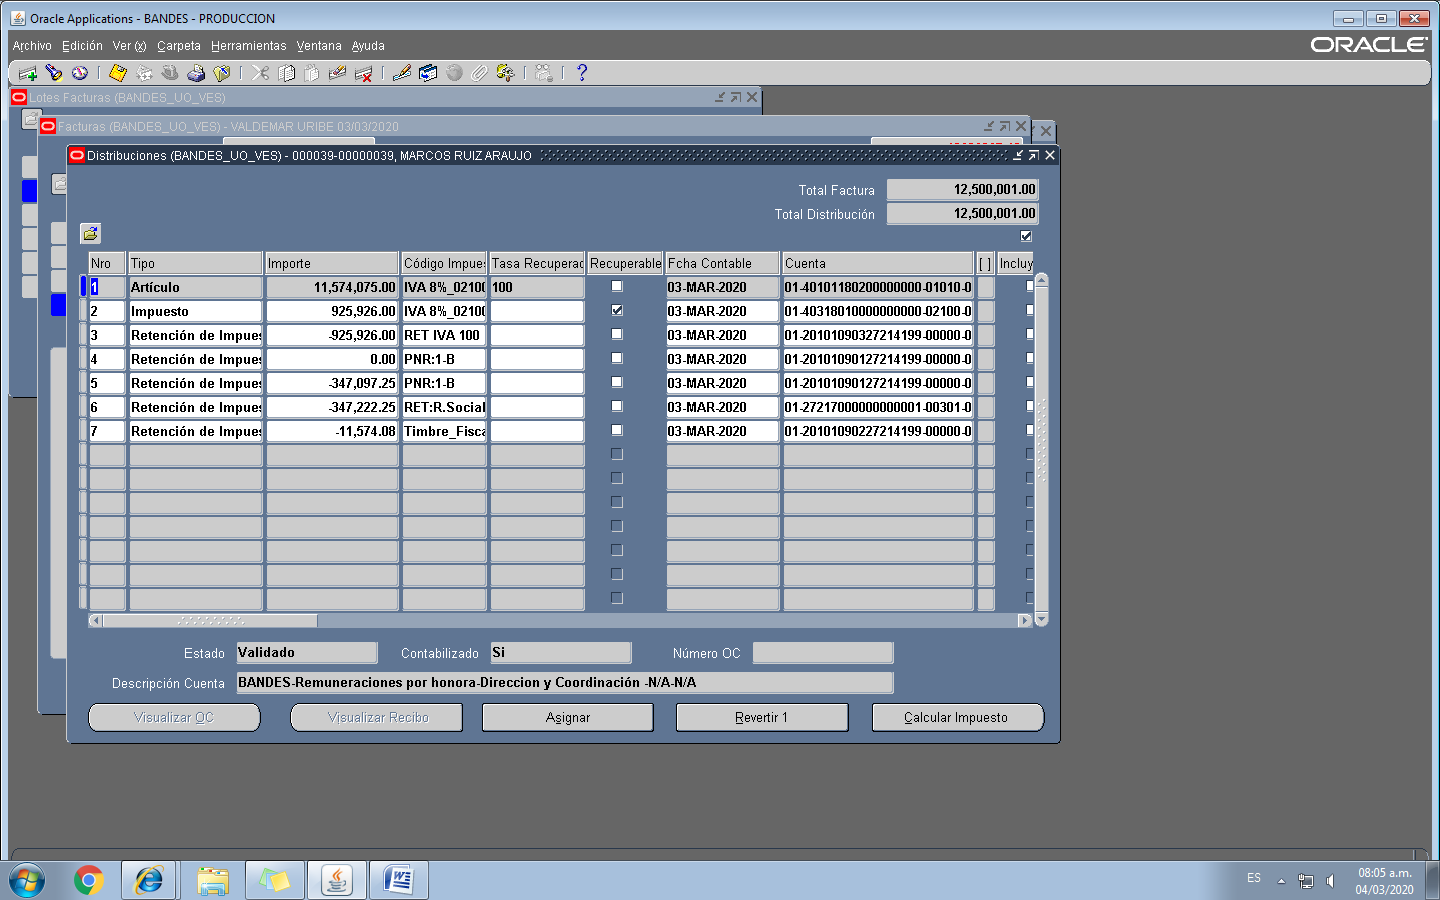 Oracle Applications - BANDES - PRODUCCION
Archivo Edición Ver (x) Carpeta Herramientas Ventana Ayuda
ORACLE
Lotes Facturas (BANDES_UO_VES)
Facturas (BANDES_UO_VES) - VALDEMAR URIBE 03/03/2020
Distribuciones (BANDES_UO_VES) - 000039-00000039, MARCOS RUIZ ARAUJO
Total Factura 12,500,001.00
Total Distribución 12,500,001.00
Nro Tipo Importe Código Impues Tasa Recuperac Recuperable Fcha Contable Cuenta [ ] Incluy
1 Artículo 11,574,075.00 IVA 8%_02100 100 03-MAR-2020 01-40101180200000000-01010-0
2 Impuesto 925,926.00 IVA 8%_02100 03-MAR-2020 01-40318010000000000-02100-0
3 Retención de Impues -925,926.00 RET IVA 100 03-MAR-2020 01-20101090327214199-00000-0
4 Retención de Impues 0.00 PNR:1-B 03-MAR-2020 01-20101090127214199-00000-0
5 Retención de Impues -347,097.25 PNR:1-B 03-MAR-2020 01-20101090127214199-00000-0
6 Retención de Impues -347,222.25 RET:R.Social 03-MAR-2020 01-27217000000000001-00301-0
7 Retención de Impues -11,574.08 Timbre_Fisca 03-MAR-2020 01-20101090227214199-00000-0
Estado Validado Contabilizado Si Número OC
Descripción Cuenta BANDES-Remuneraciones por honora-Direccion y Coordinación -N/A-N/A
Visualizar OC Visualizar Recibo Asignar Revertir 1 Calcular Impuesto
ES 08:05 a.m.
04/03/2020